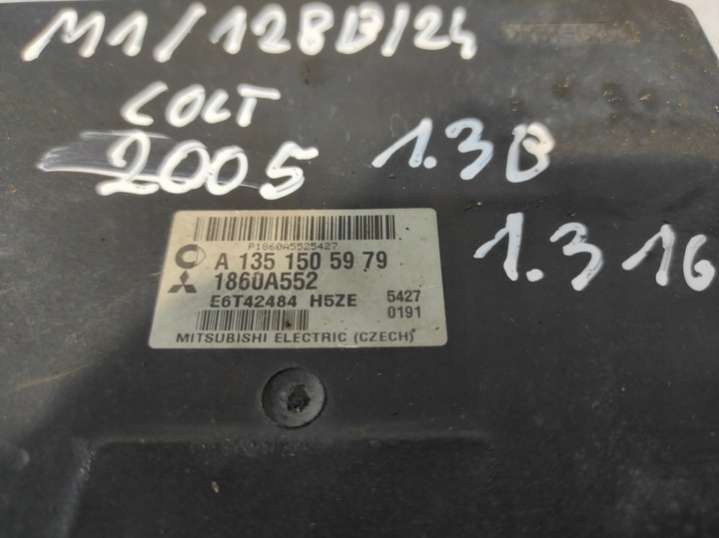 M1/128B/24
COLT
2005 1.3B
1.3 16
P1860A5525427
A 135 150 59 79
1860A552
E6T42484 H5ZE 5427
0191
MITSUBISHI ELECTRIC (CZECH)